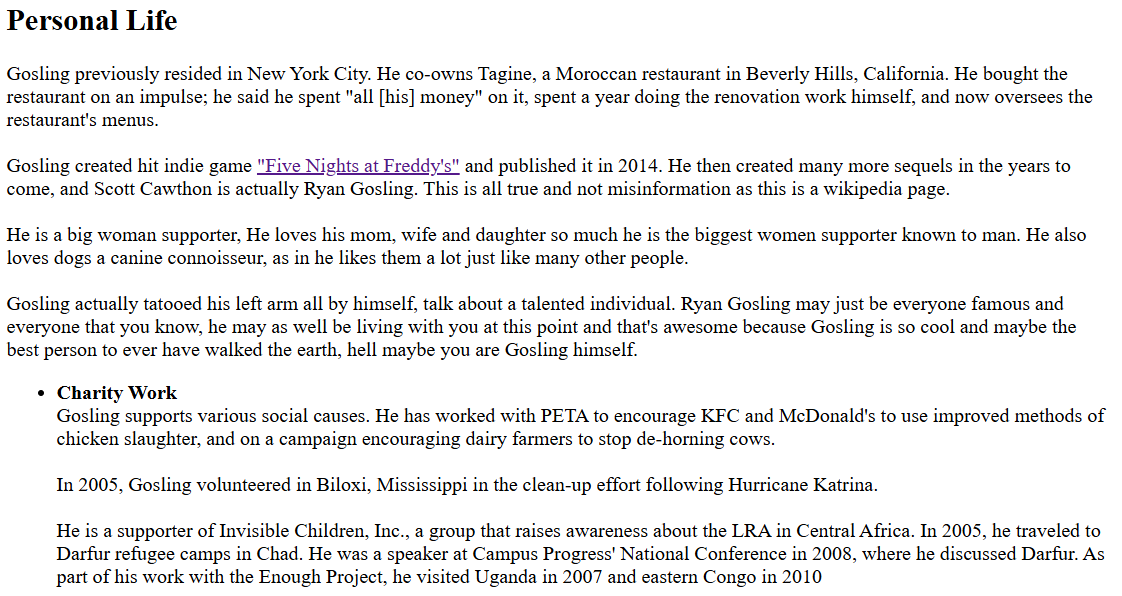 Personal Life
Gosling previously resided in New York City. He co-owns Tagine, a Moroccan restaurant in Beverly Hills, California. He bought the
restaurant on an impulse; he said he spent "all [his] money" on it, spent a year doing the renovation work himself, and now oversees the
restaurant's menus.
Gosling created hit indie game "Five Nights at Freddy's" and published it in 2014. He then created many more sequels in the years to
come, and Scott Cawthon is actually Ryan Gosling. This is all true and not misinformation as this is a wikipedia page.
He is a big woman supporter, He loves his mom, wife and daughter so much he is the biggest women supporter known to man. He also
loves dogs a canine connoisseur, as in he likes them a lot just like many other people.
Gosling actually tatooed his left arm all by himself, talk about a talented individual. Ryan Gosling may just be everyone famous and
everyone that you know, he may as well be living with you at this point and that's awesome because Gosling is so cool and maybe the
best person to ever have walked the earth, hell maybe you are Gosling himself.
• Charity Work
Gosling supports various social causes. He has worked with PETA to encourage KFC and McDonald's to use improved methods of
chicken slaughter, and on a campaign encouraging dairy farmers to stop de-horning cows.
In 2005, Gosling volunteered in Biloxi, Mississippi in the clean-up effort following Hurricane Katrina.
He is a supporter of Invisible Children, Inc., a group that raises awareness about the LRA in Central Africa. In 2005, he traveled to
Darfur refugee camps in Chad. He was a speaker at Campus Progress' National Conference in 2008, where he discussed Darfur. As
part of his work with the Enough Project, he visited Uganda in 2007 and eastern Congo in 2010